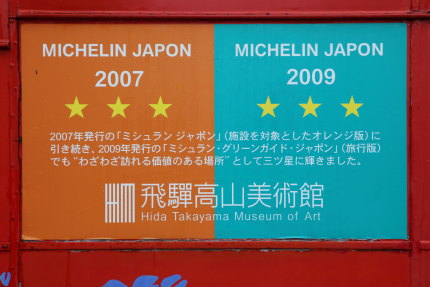 MICHELIN JAPON
2007
MICHELIN JAPON
2009
2007年発行の「ミシュラン ジャポン」(施設を対象としたオレンジ版)に
引き続き、2009年発行の「ミシュラン・グリーンガイド・ジャポン」(旅行版)
でも“わざわざ訪れる価値のある場所”として三ツ星に輝きました。
飛驒高山美術館
Hida Takayama Museum of Art